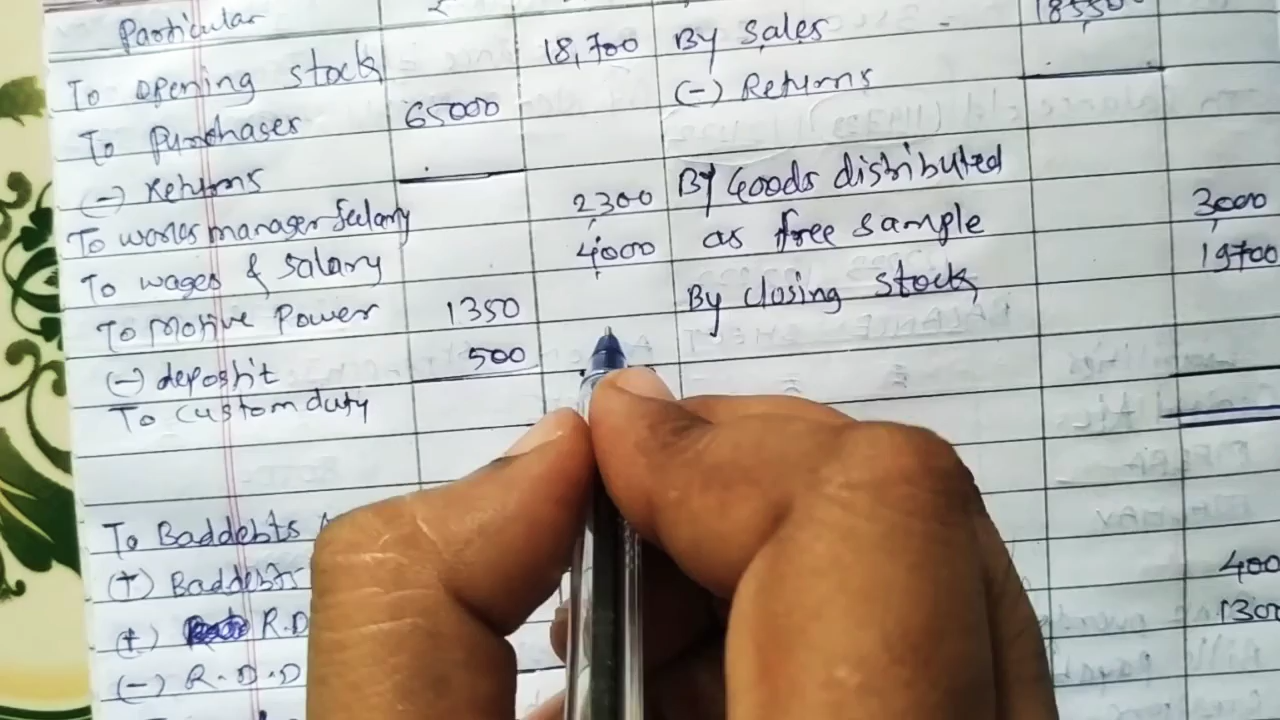 Particular
To opening stock 18,700 By sales 18550
To Purchases 65000 (-) Returns
(-) Returns By Goods distributed
To works manager Salary 2300 as free sample 3000
To wages & salary 4000 By closing stock 19700
To Motive Power 1350
(-) deposit 500
To Custom duty
To Baddebts
(+) Baddebts 400
(+) R.D 1300
(-) R.D.D